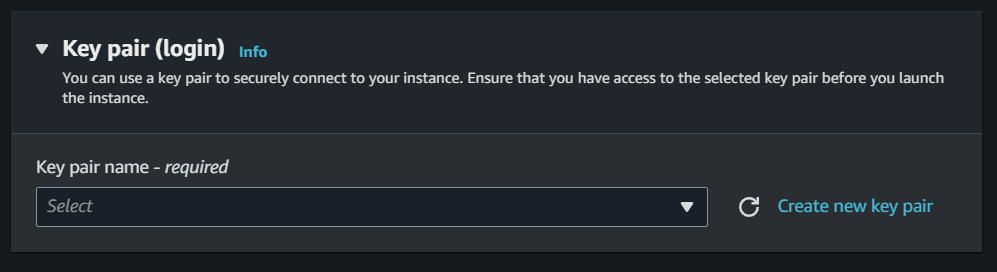 Key pair (login) Info
You can use a key pair to securely connect to your instance. Ensure that you have access to the selected key pair before you launch
the instance.
Key pair name - required
Select
Create new key pair